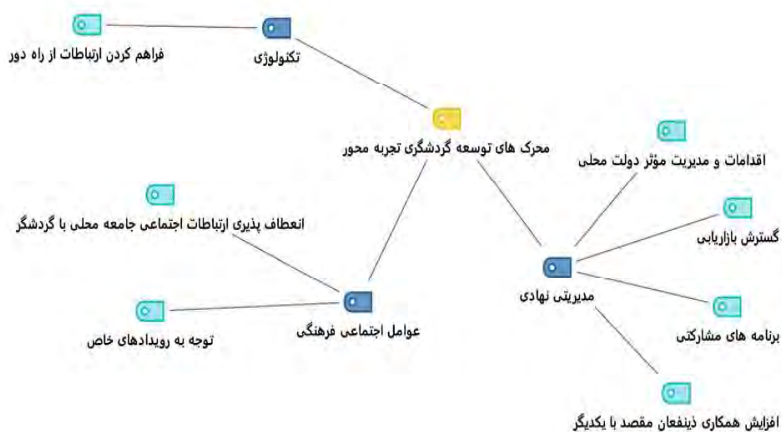 فراهم کردن ارتباطات از راه دور
تکنولوژی
محرک های توسعه گردشگری تجربه محور
اقدامات و مدیریت مؤثر دولت محلی
انعطاف پذیری ارتباطات اجتماعی جامعه محلی با گردشگر
گسترش بازاریابی
مدیریتی نهادی
عوامل اجتماعی فرهنگی
توجه به رویدادهای خاص
برنامه های مشارکتی
افزایش همکاری ذینفعان مقصد با یکدیگر